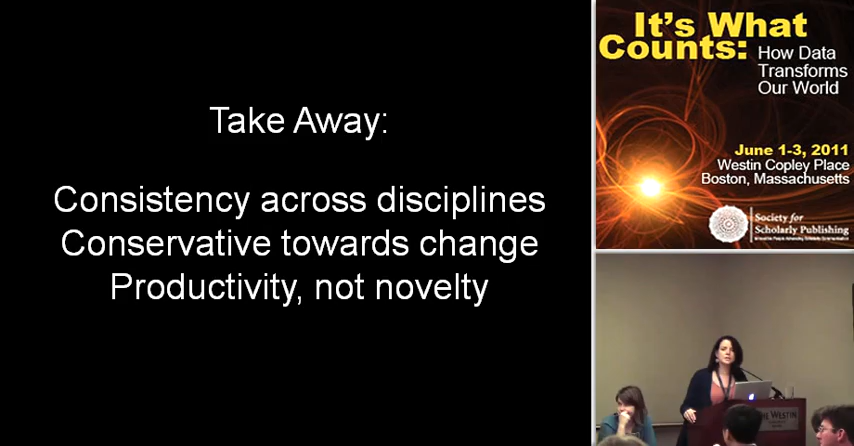 Take Away:
Consistency across disciplines
Conservative towards change
Productivity, not novelty
It's What
Counts:
How Data
Transforms
Our World
June 1-3, 2011
Westin Copley Place
Boston, Massachusetts
Society for
Scholarly Publishing
THE WESTIN